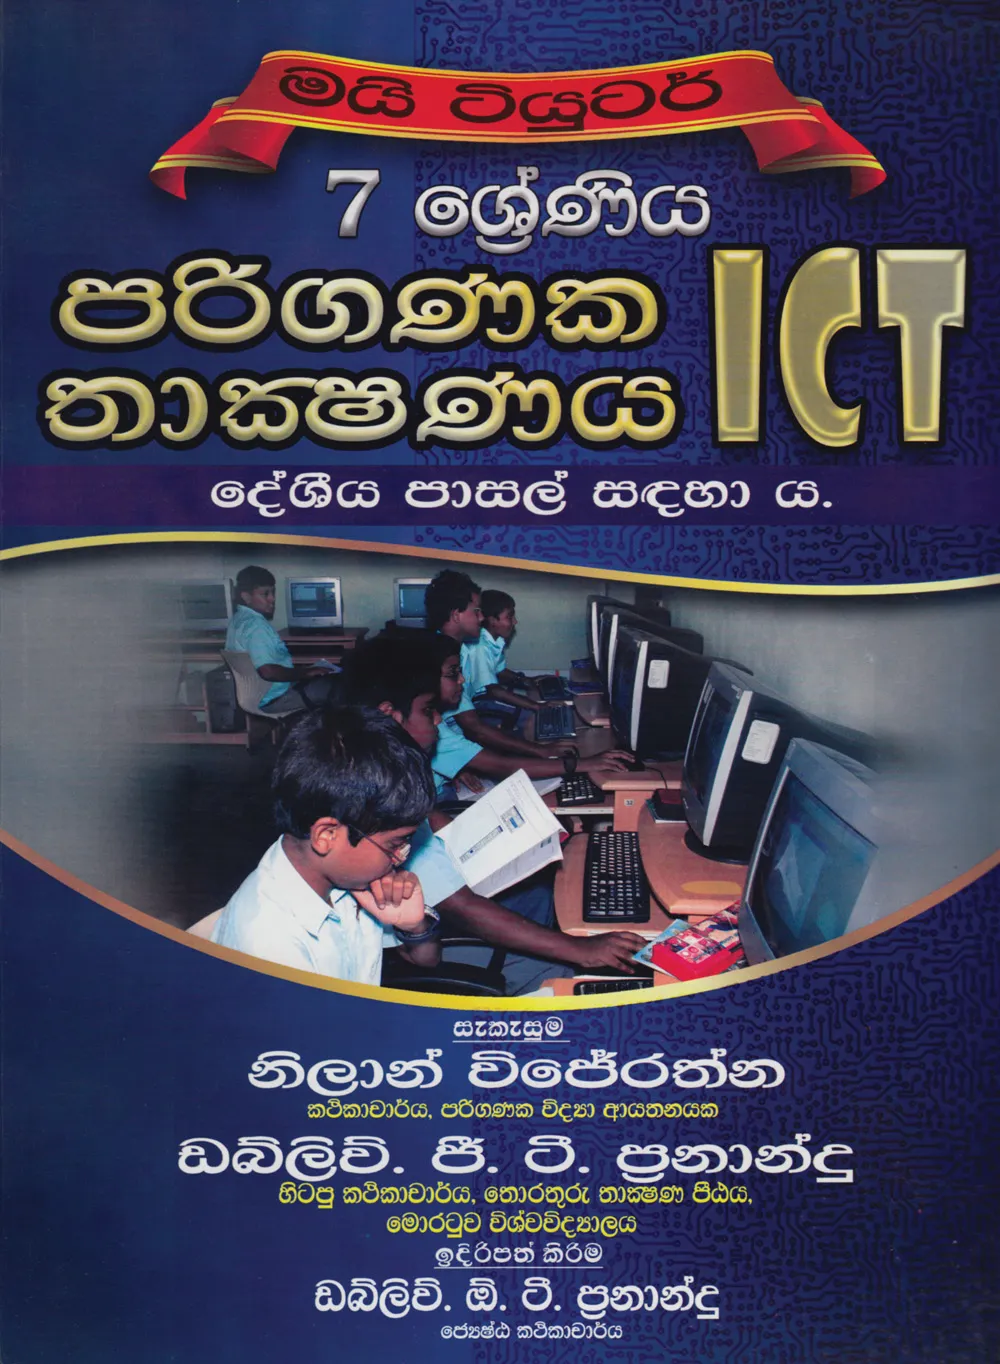 මයි ටියුටර්
7 ශ්‍රේණිය
පරිගණක
තාක්ෂණය
ICT
දේශීය පාසල් සඳහා ය.
සැකැසුම
නිලාන් විජේරත්න
කථිකාචාර්ය, පරිගණක විද්‍යා ආයතනයක
ඩබ්ලිව්. ජී. ටී. ප්‍රනාන්දු
හිටපු කථිකාචාර්ය, තොරතුරු තාක්ෂණ පීඨය,
මොරටුව විශ්වවිද්‍යාලය
ඉදිරිපත් කිරීම
ඩබ්ලිව්. ඕ. ටී. ප්‍රනාන්දු
ජ්‍යෙෂ්ඨ කථිකාචාර්ය